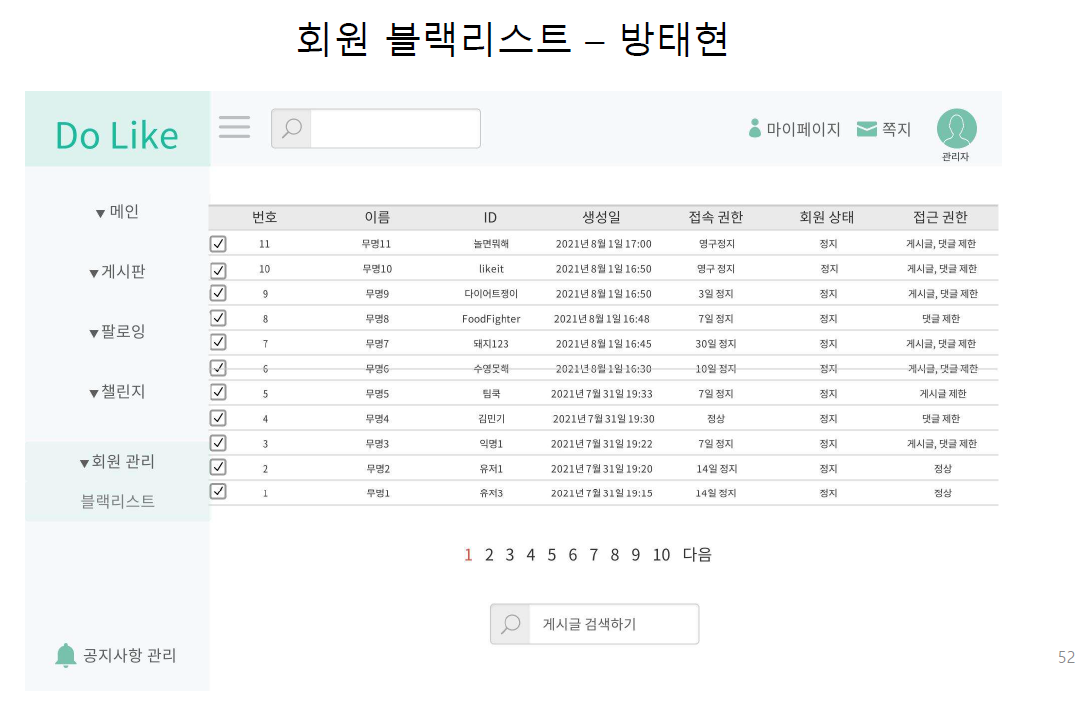 회원 블랙리스트 – 방태현
Do Like
마이페이지 쪽지
관리자
▼ 메인
▼게시판
▼팔로잉
▼챌린지
▼회원 관리
블랙리스트
공지사항 관리
번호 이름 ID 생성일 접속 권한 회원 상태 접근 권한
11 무명11 놀면뭐해 2021년 8월 1일 17:00 영구정지 정지 게시글, 댓글 제한
10 무명10 likeit 2021년 8월 1일 16:50 영구 정지 정지 게시글, 댓글 제한
9 무명9 다이어트쟁이 2021년 8월 1일 16:50 3일 정지 정지 게시글, 댓글 제한
8 무명8 FoodFighter 2021년 8월 1일 16:48 7일 정지 정지 댓글 제한
7 무명7 돼지123 2021년 8월 1일 16:45 30일 정지 정지 게시글, 댓글 제한
6 무명6 수영못해 2021년 8월 1일 16:30 10일 정지 정지 게시글, 댓글 제한
5 무명5 팀쿡 2021년 7월 31일 19:33 7일 정지 정지 게시글 제한
4 무명4 김민기 2021년 7월 31일 19:30 정상 정지 댓글 제한
3 무명3 익명1 2021년 7월 31일 19:22 7일 정지 정지 게시글, 댓글 제한
2 무명2 유저1 2021년 7월 31일 19:20 14일 정지 정지 정상
1 무명1 유저3 2021년 7월 31일 19:15 14일 정지 정지 정상
1 2 3 4 5 6 7 8 9 10 다음
게시글 검색하기
52